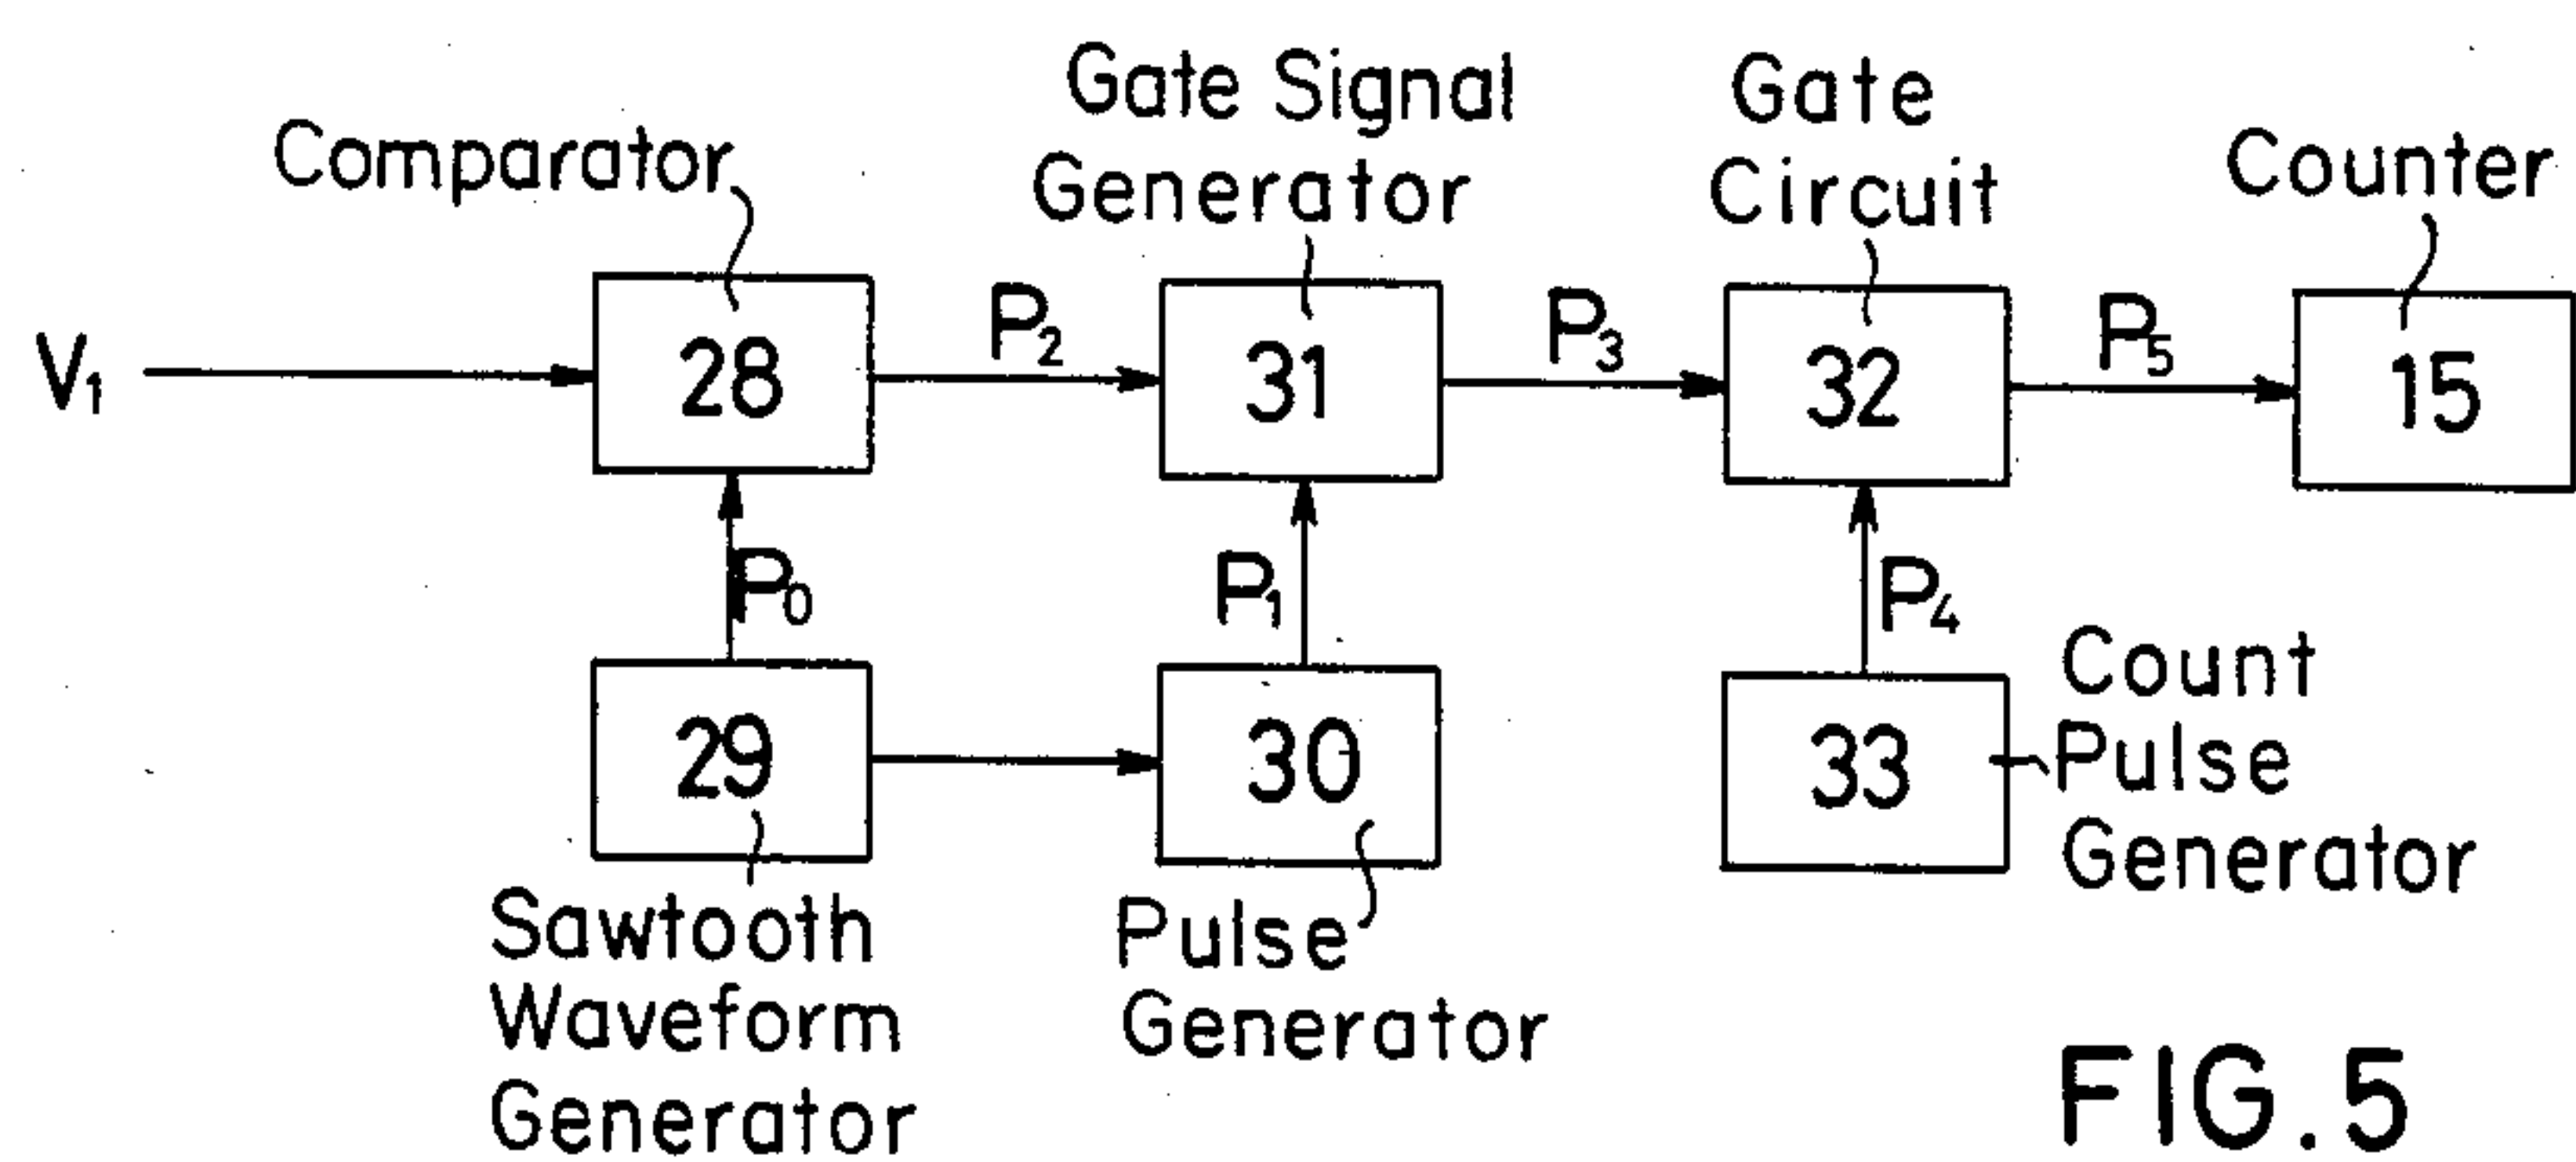 Gate Signal
Generator
Gate
Circuit
Comparator
Counter
V₁
28
P₂
31
P₃
32
P₅
15
P₀
P₁
P₄
29
30
33
Count
Pulse
Generator
Sawtooth
Waveform
Generator
Pulse
Generator
FIG. 5